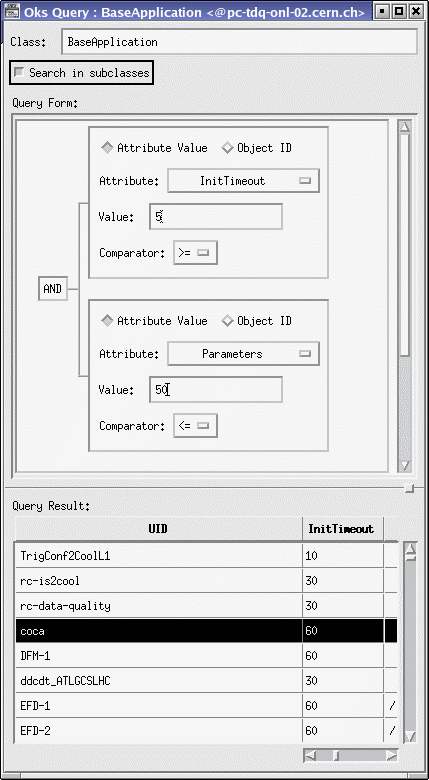 Oks Query : BaseApplication <@pc-tdq-onl-02.cern.ch>
Class: BaseApplication
Search in subclasses
Query Form:
Attribute Value Object ID
Attribute: InitTimeout
Value: 5
Comparator: >=
AND
Attribute Value Object ID
Attribute: Parameters
Value: 50
Comparator: <=
Query Result:
UID InitTimeout
TrigConf2CoolL1 10
rc-is2cool 30
rc-data-quality 30
coca 60
DFM-1 60
ddcdt_ATLGCSLHC 30
EFD-1 60 /
EFD-2 60 /